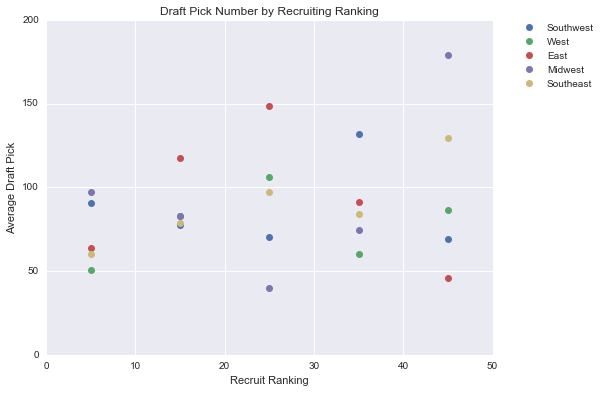 Draft Pick Number by Recruiting Ranking
200
150
100
50
0
Average Draft Pick
0 10 20 30 40 50
Recruit Ranking
Southwest
West
East
Midwest
Southeast